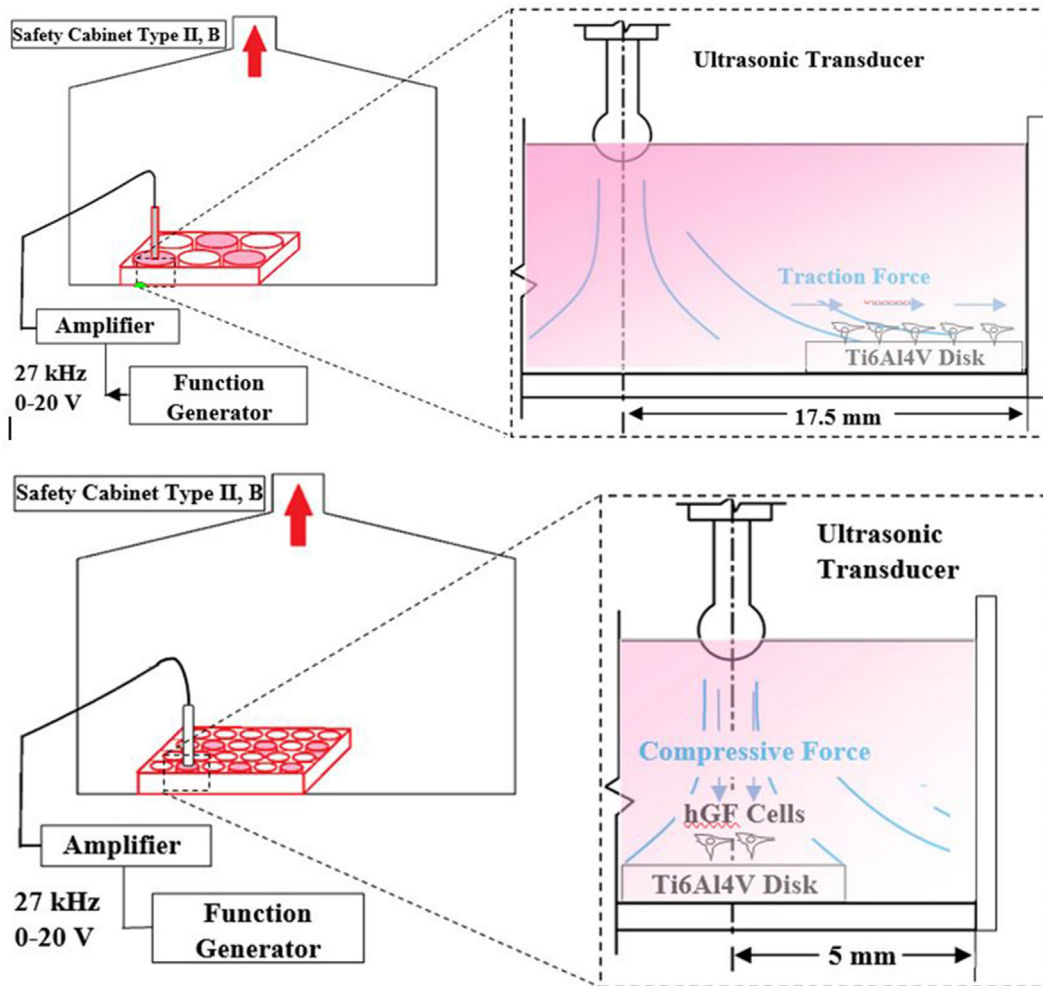 Safety Cabinet Type II, B
Amplifier
27 kHz
0-20 V
Function
Generator
Ultrasonic Transducer
Traction Force
Ti6Al4V Disk
17.5 mm
Safety Cabinet Type II, B
Amplifier
27 kHz
0-20 V
Function
Generator
Ultrasonic
Transducer
Compressive Force
hGF Cells
Ti6Al4V Disk
5 mm